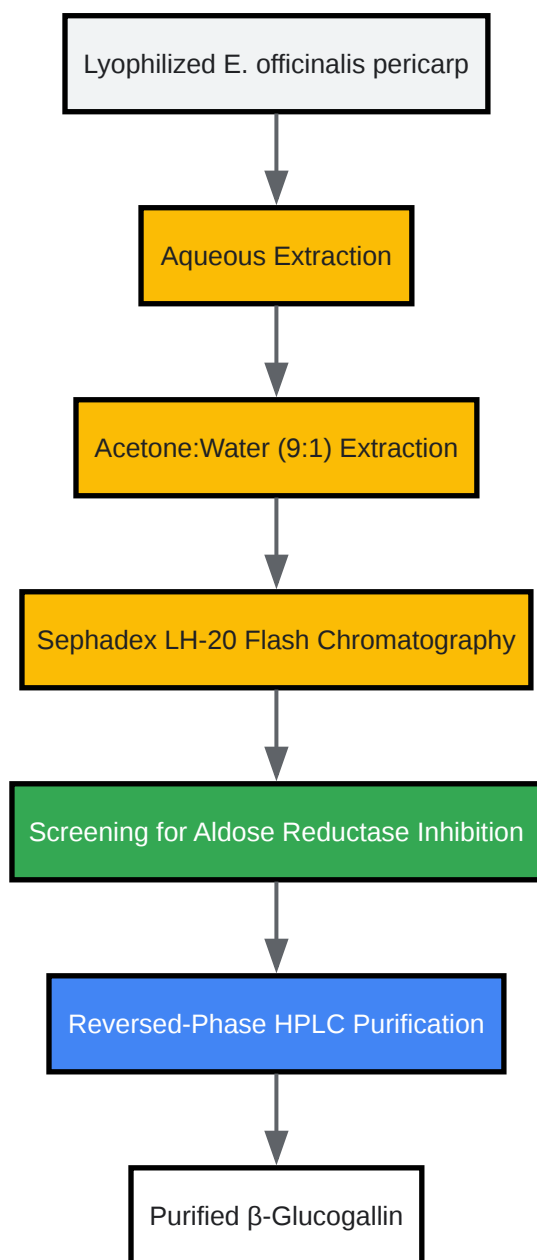 Lyophilized E. officinalis pericarp
Aqueous Extraction
Acetone:Water (9:1) Extraction
Sephadex LH-20 Flash Chromatography
Screening for Aldose Reductase Inhibition
Reversed-Phase HPLC Purification
Purified β-Glucogallin